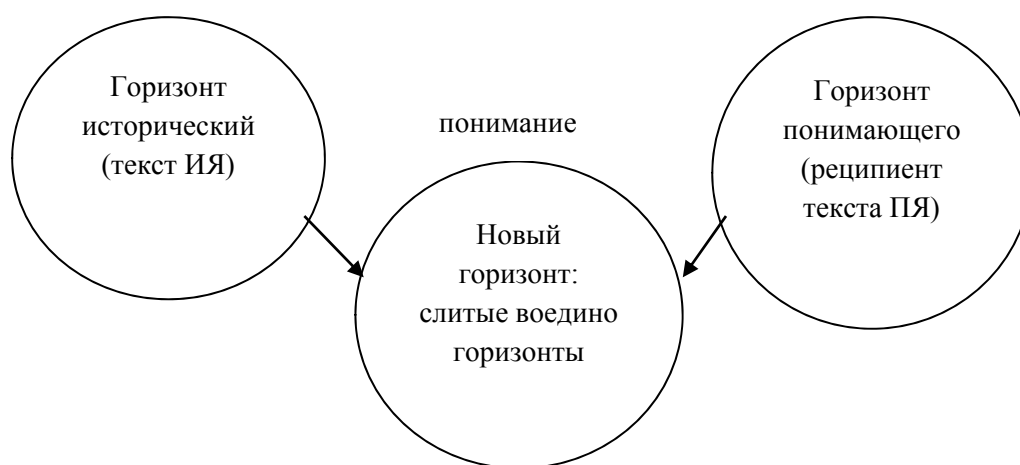 Горизонт
исторический
(текст ИЯ)
понимание
Горизонт
понимающего
(реципиент
текста ПЯ)
Новый
горизонт:
слитые воедино
горизонты